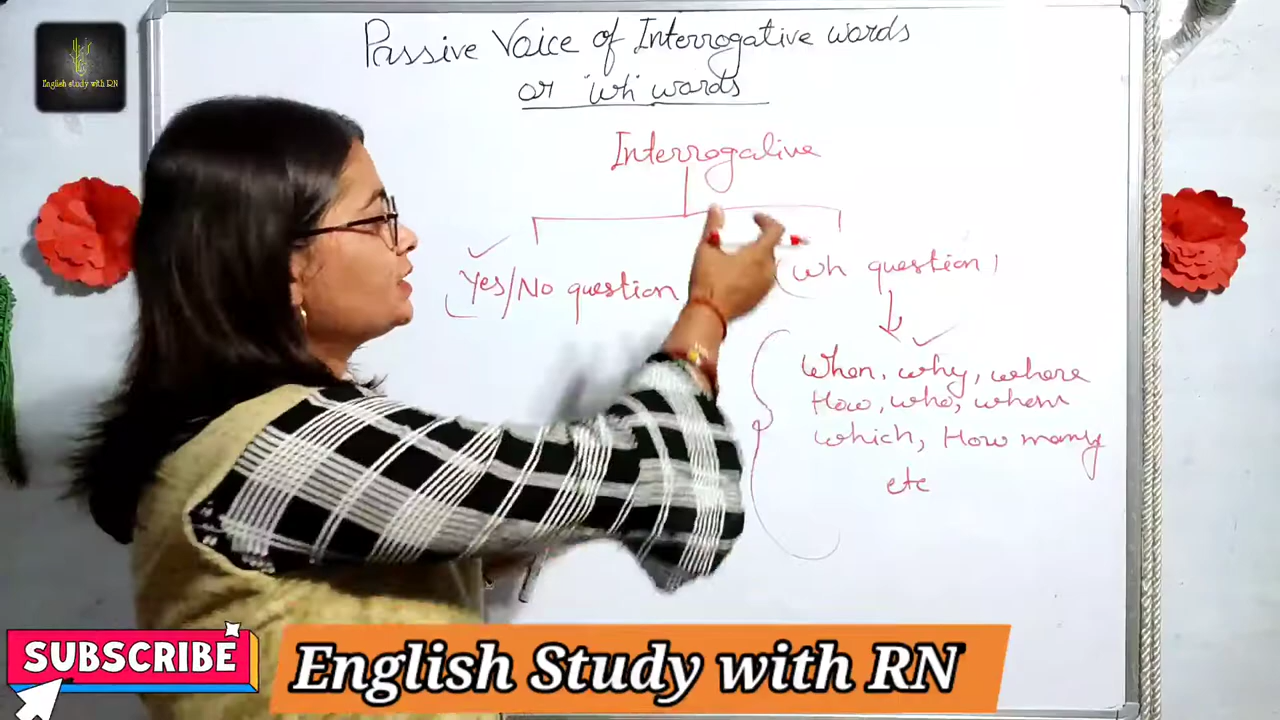 English study with RN
Passive Voice of Interrogative words
or 'wh' words
Interrogative
Yes/No question
wh question
When, why, where
How, who, whom
which, How many
etc
SUBSCRIBE
English Study with RN